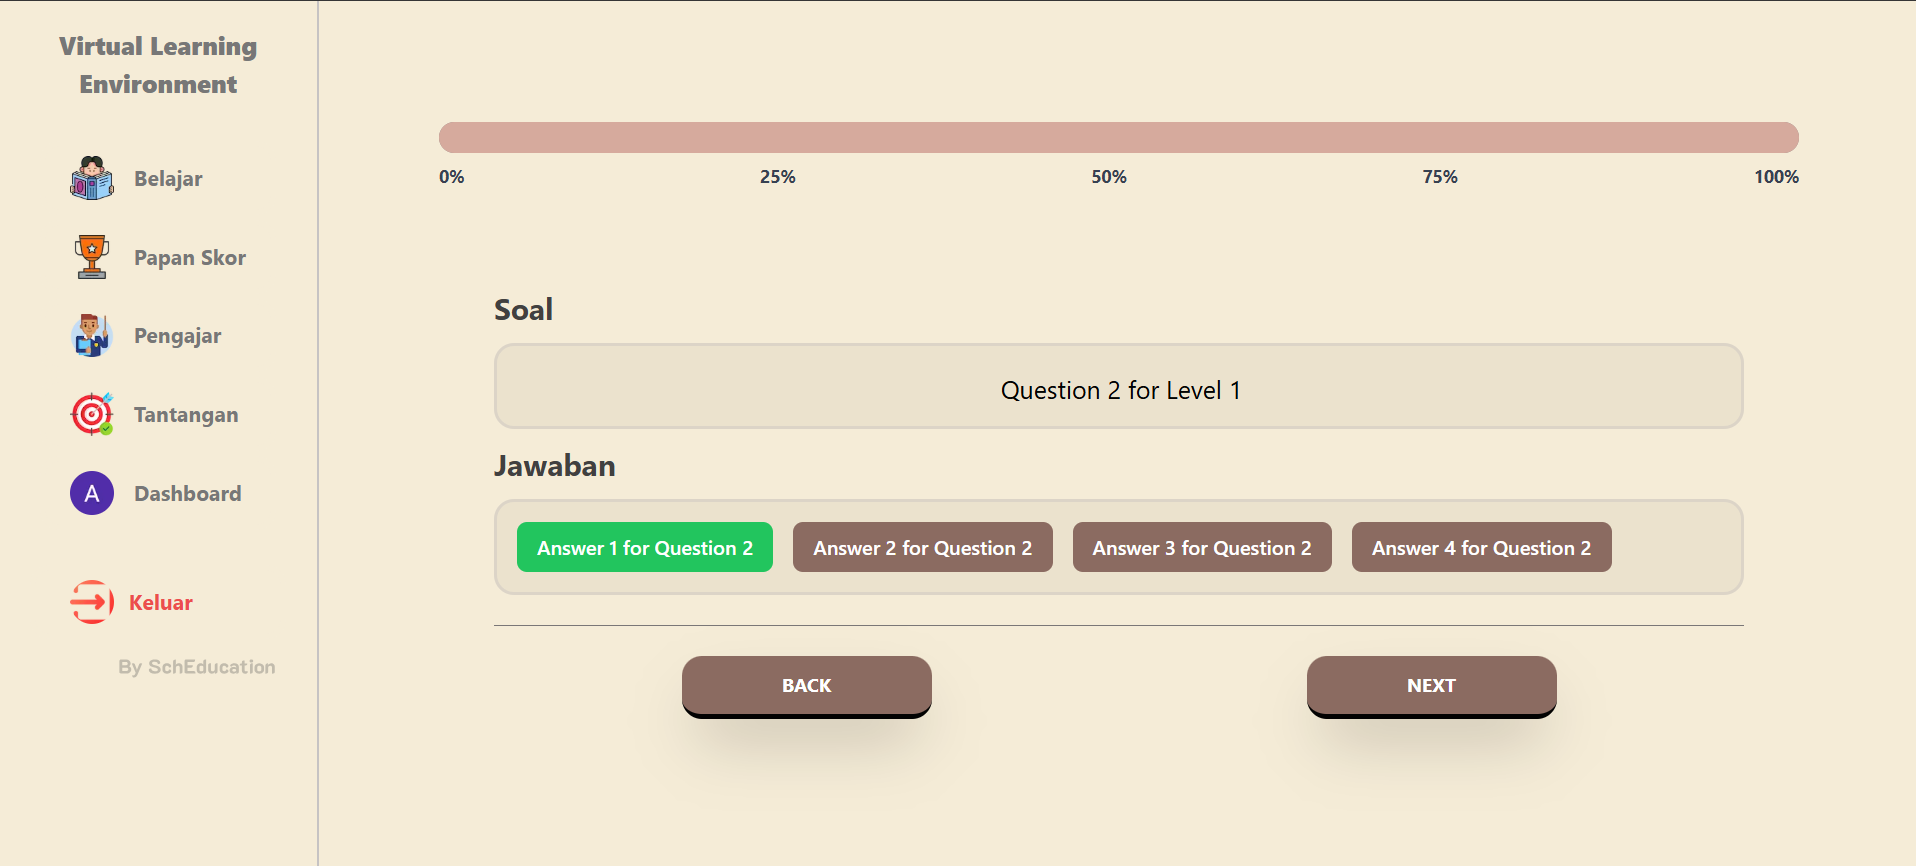 Virtual Learning
Environment
Belajar
Papan Skor
Pengajar
Tantangan
A Dashboard
Keluar
By SchEducation
0% 25% 50% 75% 100%
Soal
Question 2 for Level 1
Jawaban
Answer 1 for Question 2 Answer 2 for Question 2 Answer 3 for Question 2 Answer 4 for Question 2
BACK NEXT